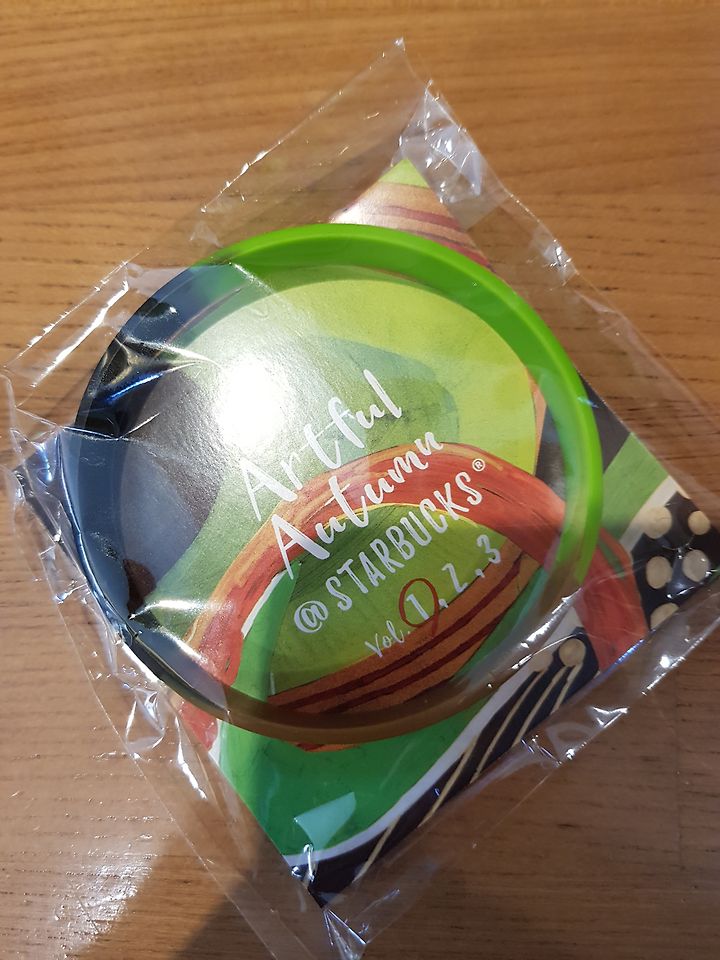 Artful
Autumn
@STARBUCKS®
Vol. 1, 2, 3